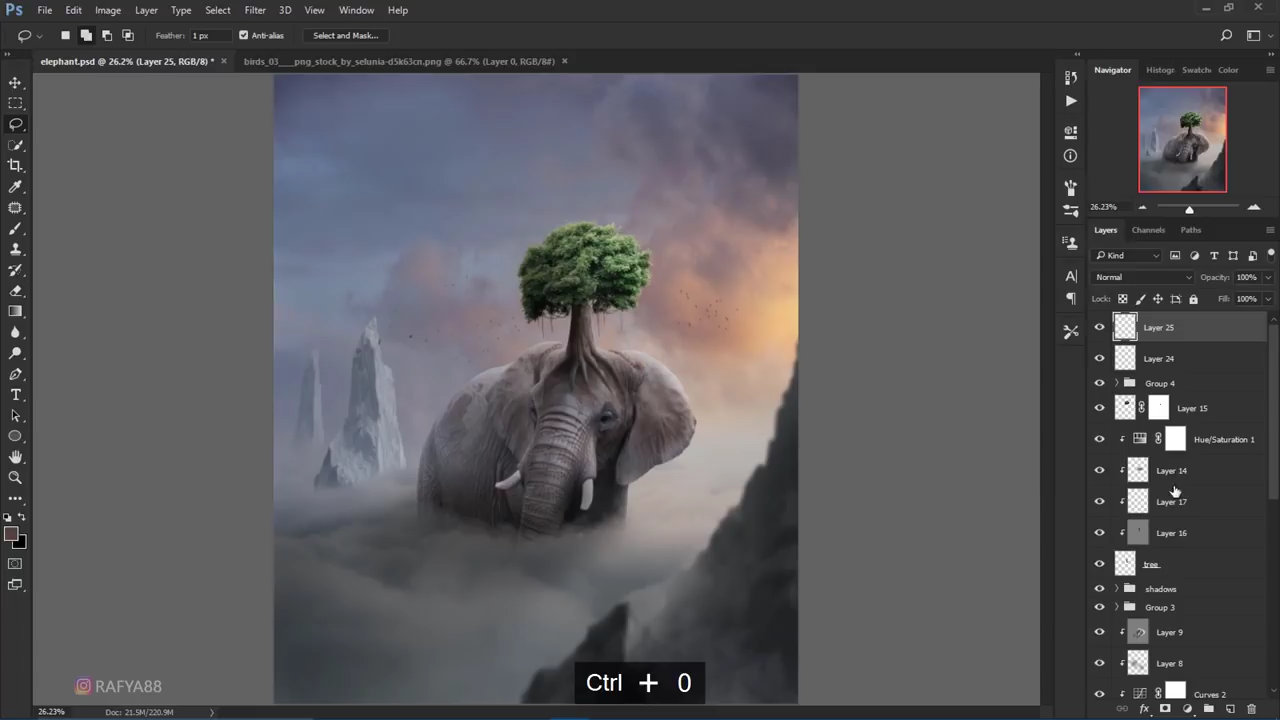 Ps File Edit Image Layer Type Select Filter 3D View Window Help
Feather: 1 px Anti-alias Select and Mask...
elephant.psd @ 26.2% (Layer 25, RGB/8) * × birds_03___png_stock_by_selunia-d5k63cn.png @ 66.7% (Layer 0, RGB/8#) ×
Navigator Histogr Swatch Color
26.23%
Layers Channels Paths
Kind
Normal Opacity: 100%
Lock: Fill: 100%
Layer 25
Layer 24
Group 4
Layer 15
Hue/Saturation 1
Layer 14
Layer 17
Layer 16
tree
shadows
Group 3
Layer 9
Layer 8
Curves 2
Ctrl + 0
RAFYA88
26.23% Doc: 21.5M/220.9M
fx